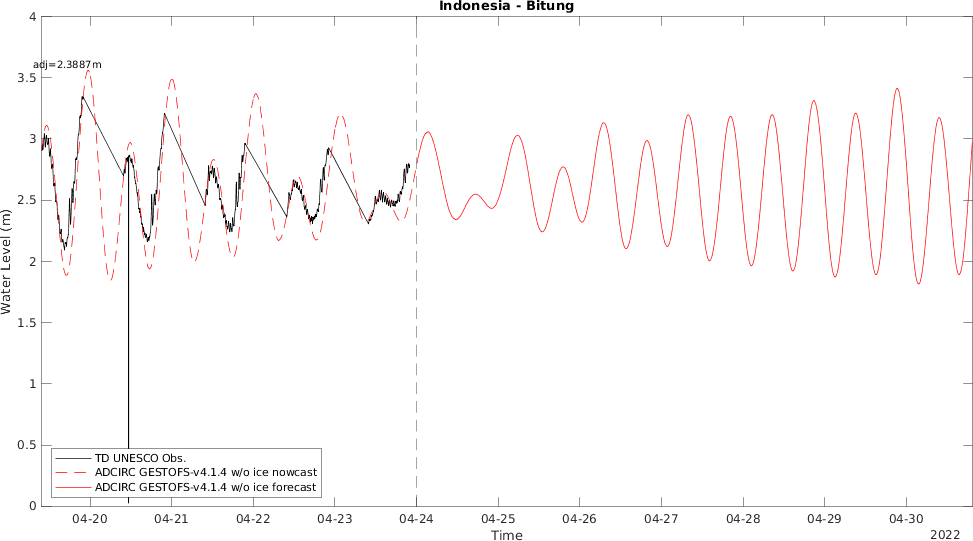 Indonesia - Bitung
adj=2.3887m
4
3.5
3
2.5
2
1.5
1
0.5
0
Water Level (m)
TD UNESCO Obs.
ADCIRC GESTOFS-v4.1.4 w/o ice nowcast
ADCIRC GESTOFS-v4.1.4 w/o ice forecast
04-20 04-21 04-22 04-23 04-24 04-25 04-26 04-27 04-28 04-29 04-30
Time
2022